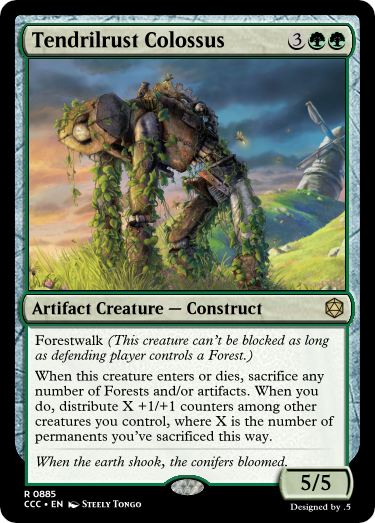 Tendrilrust Colossus 3
Artifact Creature — Construct
Forestwalk (This creature can't be blocked as long
as defending player controls a Forest.)
When this creature enters or dies, sacrifice any
number of Forests and/or artifacts. When you
do, distribute X +1/+1 counters among other
creatures you control, where X is the number of
permanents you've sacrificed this way.
When the earth shook, the conifers bloomed.
5/5
R 0885
CCC • EN Steely Tongo
Designed by .5